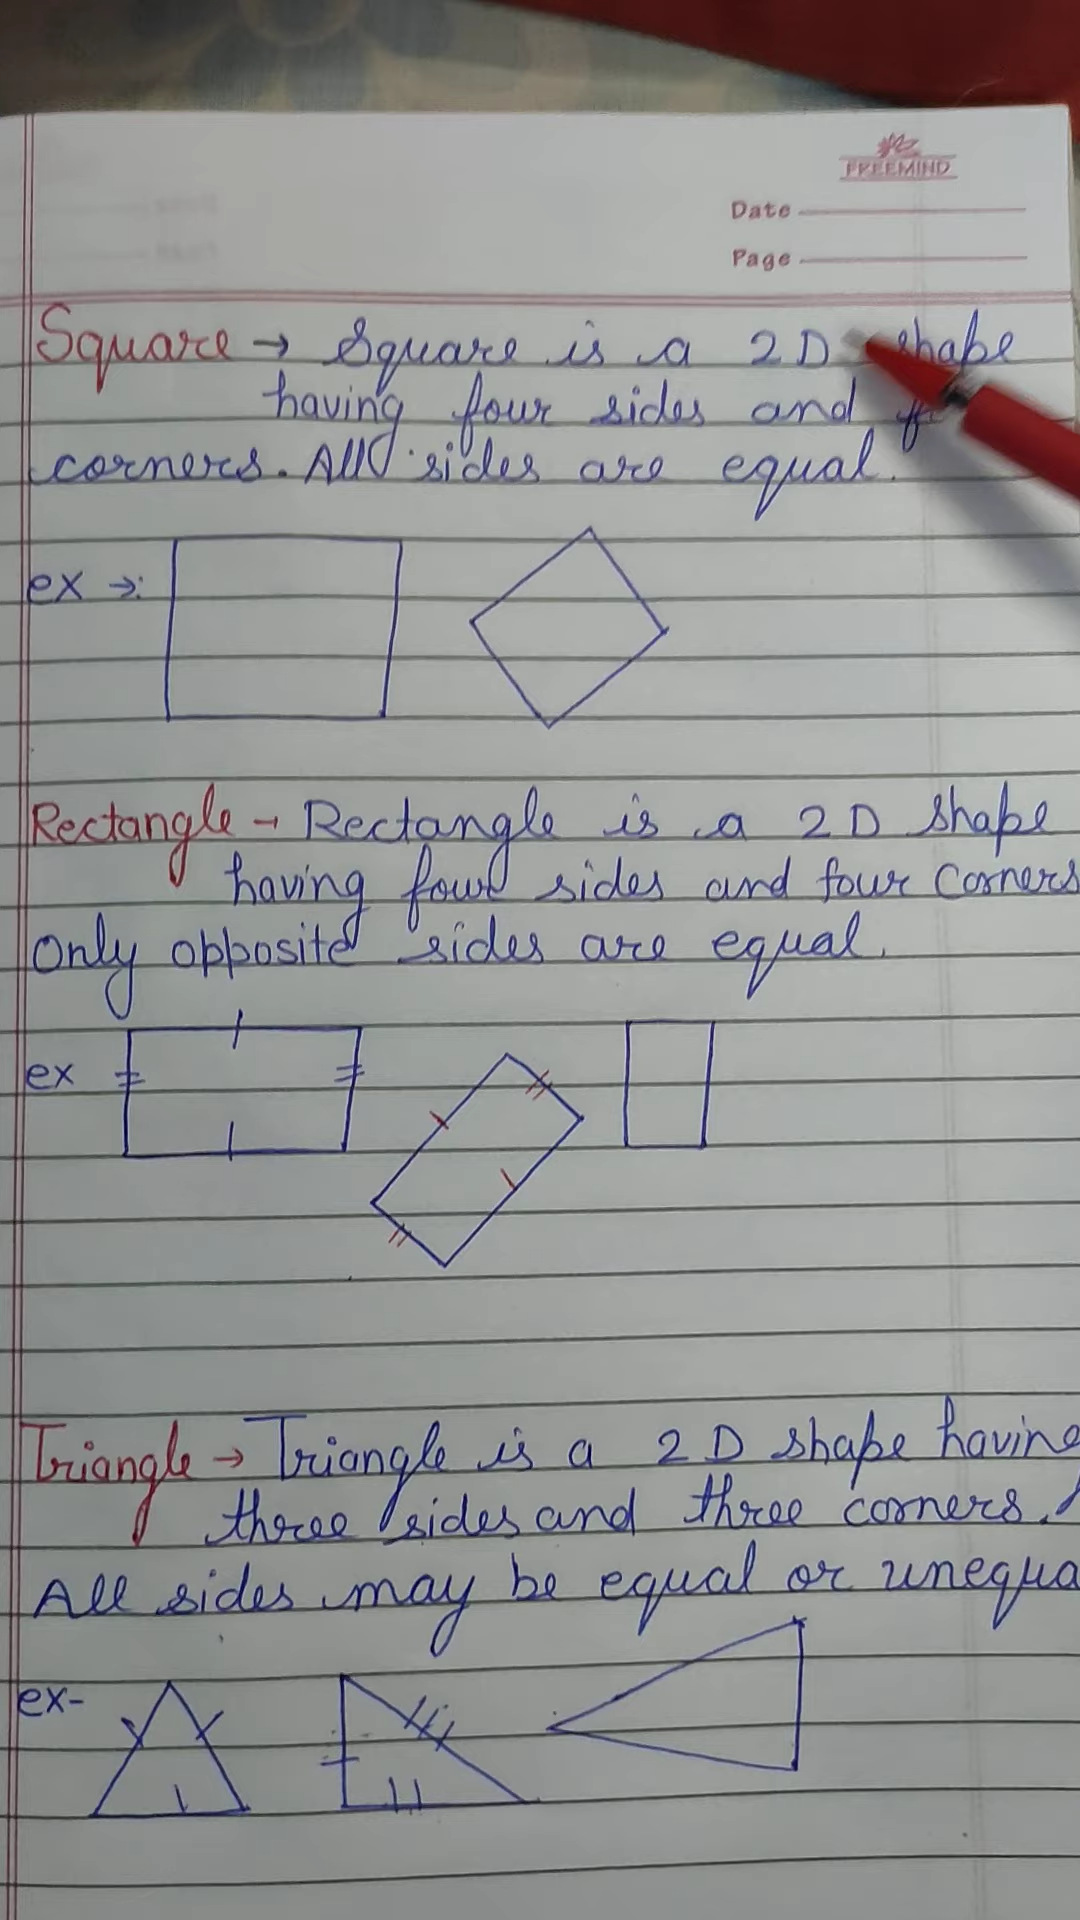 FREEMIND
Date
Page
Square → Square is a 2D shape
having four sides and
corners. All sides are equal.
ex →:
Rectangle - Rectangle is a 2D shape
having four sides and four corners
Only opposite sides are equal.
ex
Triangle → Triangle is a 2D shape having
three sides and three corners.
All sides may be equal or unequa
ex-